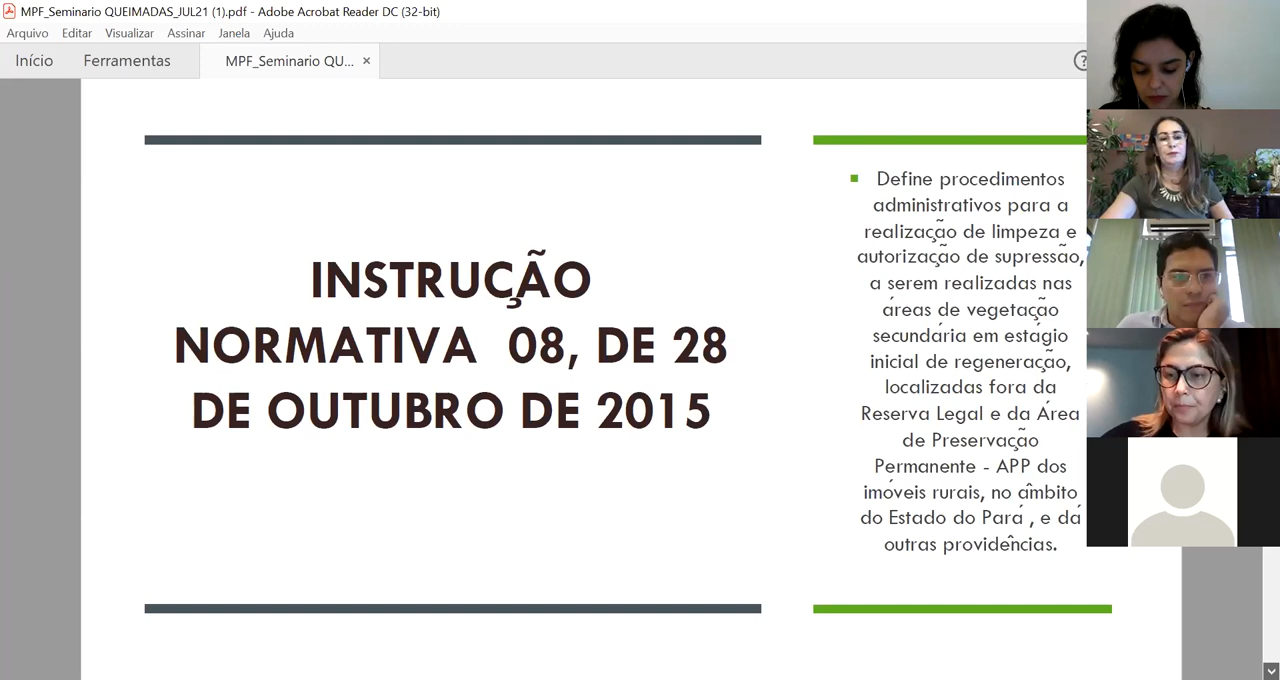 MPF_Seminario QUEIMADAS_JUL21 (1).pdf - Adobe Acrobat Reader DC (32-bit)
Arquivo Editar Visualizar Assinar Janela Ajuda
Início Ferramentas MPF_Seminario QU... ×
?
INSTRUÇÃO
NORMATIVA 08, DE 28
DE OUTUBRO DE 2015
Define procedimentos
administrativos para a
realização de limpeza e
autorização de supressão,
a serem realizadas nas
áreas de vegetação
secundária em estágio
inicial de regeneração,
localizadas fora da
Reserva Legal e da Área
de Preservação
Permanente - APP dos
imóveis rurais, no âmbito
do Estado do Pará , e dá
outras providências.